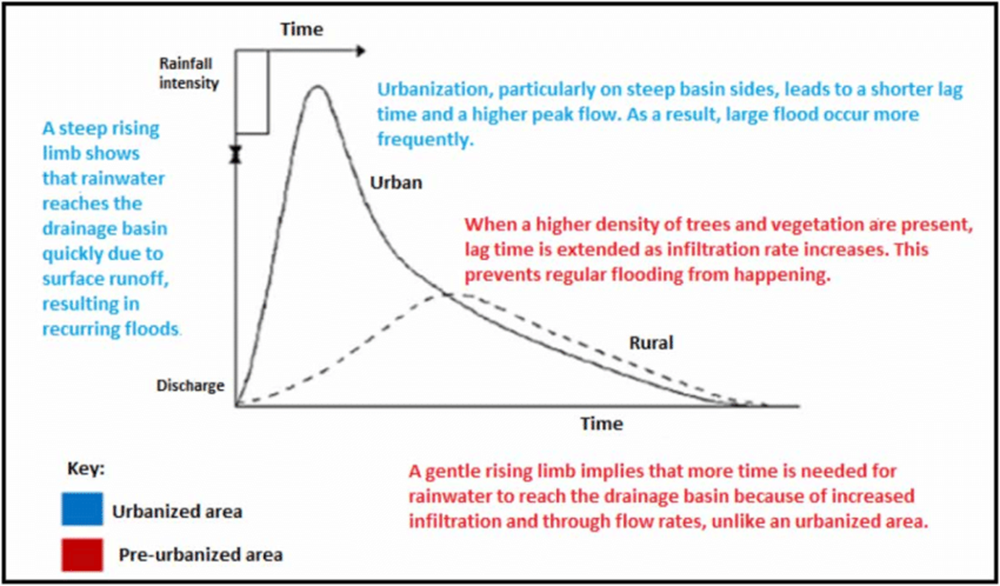 Time
Rainfall
intensity
Urbanization, particularly on steep basin sides, leads to a shorter lag
time and a higher peak flow. As a result, large flood occur more
frequently.
A steep rising
limb shows
that rainwater
reaches the
drainage basin
quickly due to
surface runoff,
resulting in
recurring floods.
Urban
When a higher density of trees and vegetation are present,
lag time is extended as infiltration rate increases. This
prevents regular flooding from happening.
Rural
Discharge
Time
Key:
Urbanized area
Pre-urbanized area
A gentle rising limb implies that more time is needed for
rainwater to reach the drainage basin because of increased
infiltration and through flow rates, unlike an urbanized area.